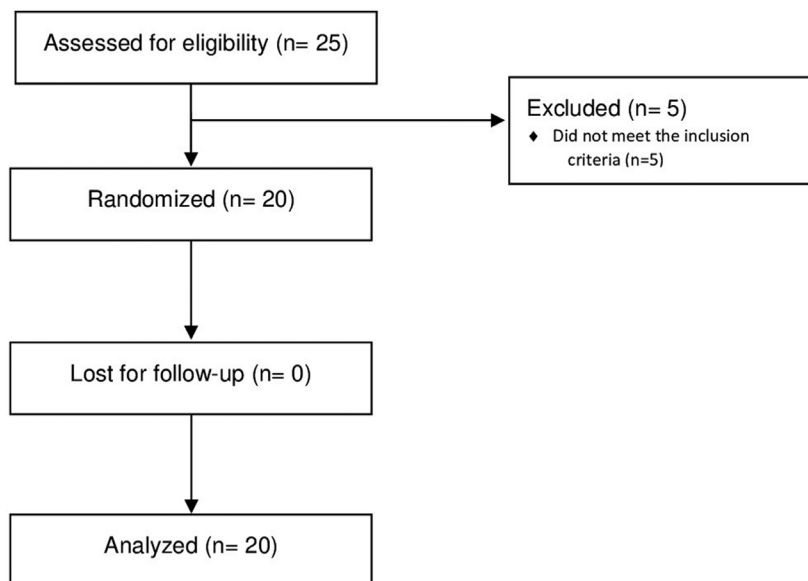 Assessed for eligibility (n= 25)
Excluded (n= 5)
♦ Did not meet the inclusion
criteria (n=5)
Randomized (n= 20)
Lost for follow-up (n= 0)
Analyzed (n= 20)